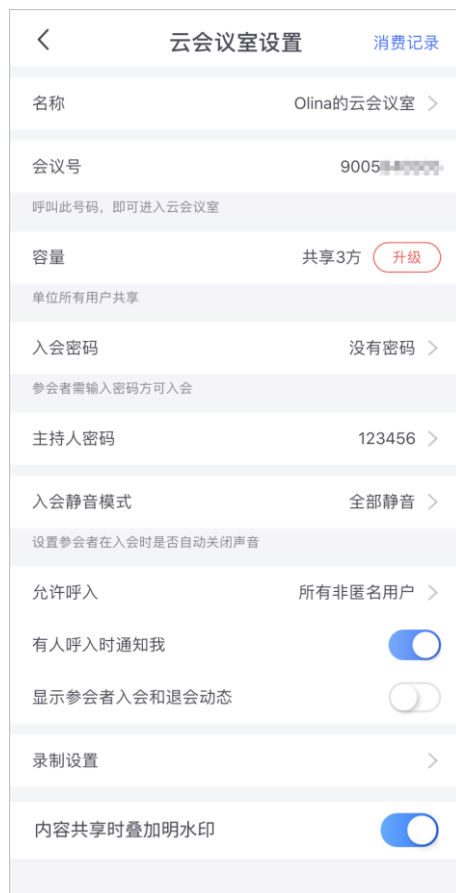 云会议室设置 消费记录
名称 Olina的云会议室
会议号 9005
呼叫此号码，即可进入云会议室
容量 共享3方 升级
单位所有用户共享
入会密码 没有密码
参会者需输入密码方可入会
主持人密码 123456
入会静音模式 全部静音
设置参会者在入会时是否自动关闭声音
允许呼入 所有非匿名用户
有人呼入时通知我
显示参会者入会和退会动态
录制设置
内容共享时叠加明水印